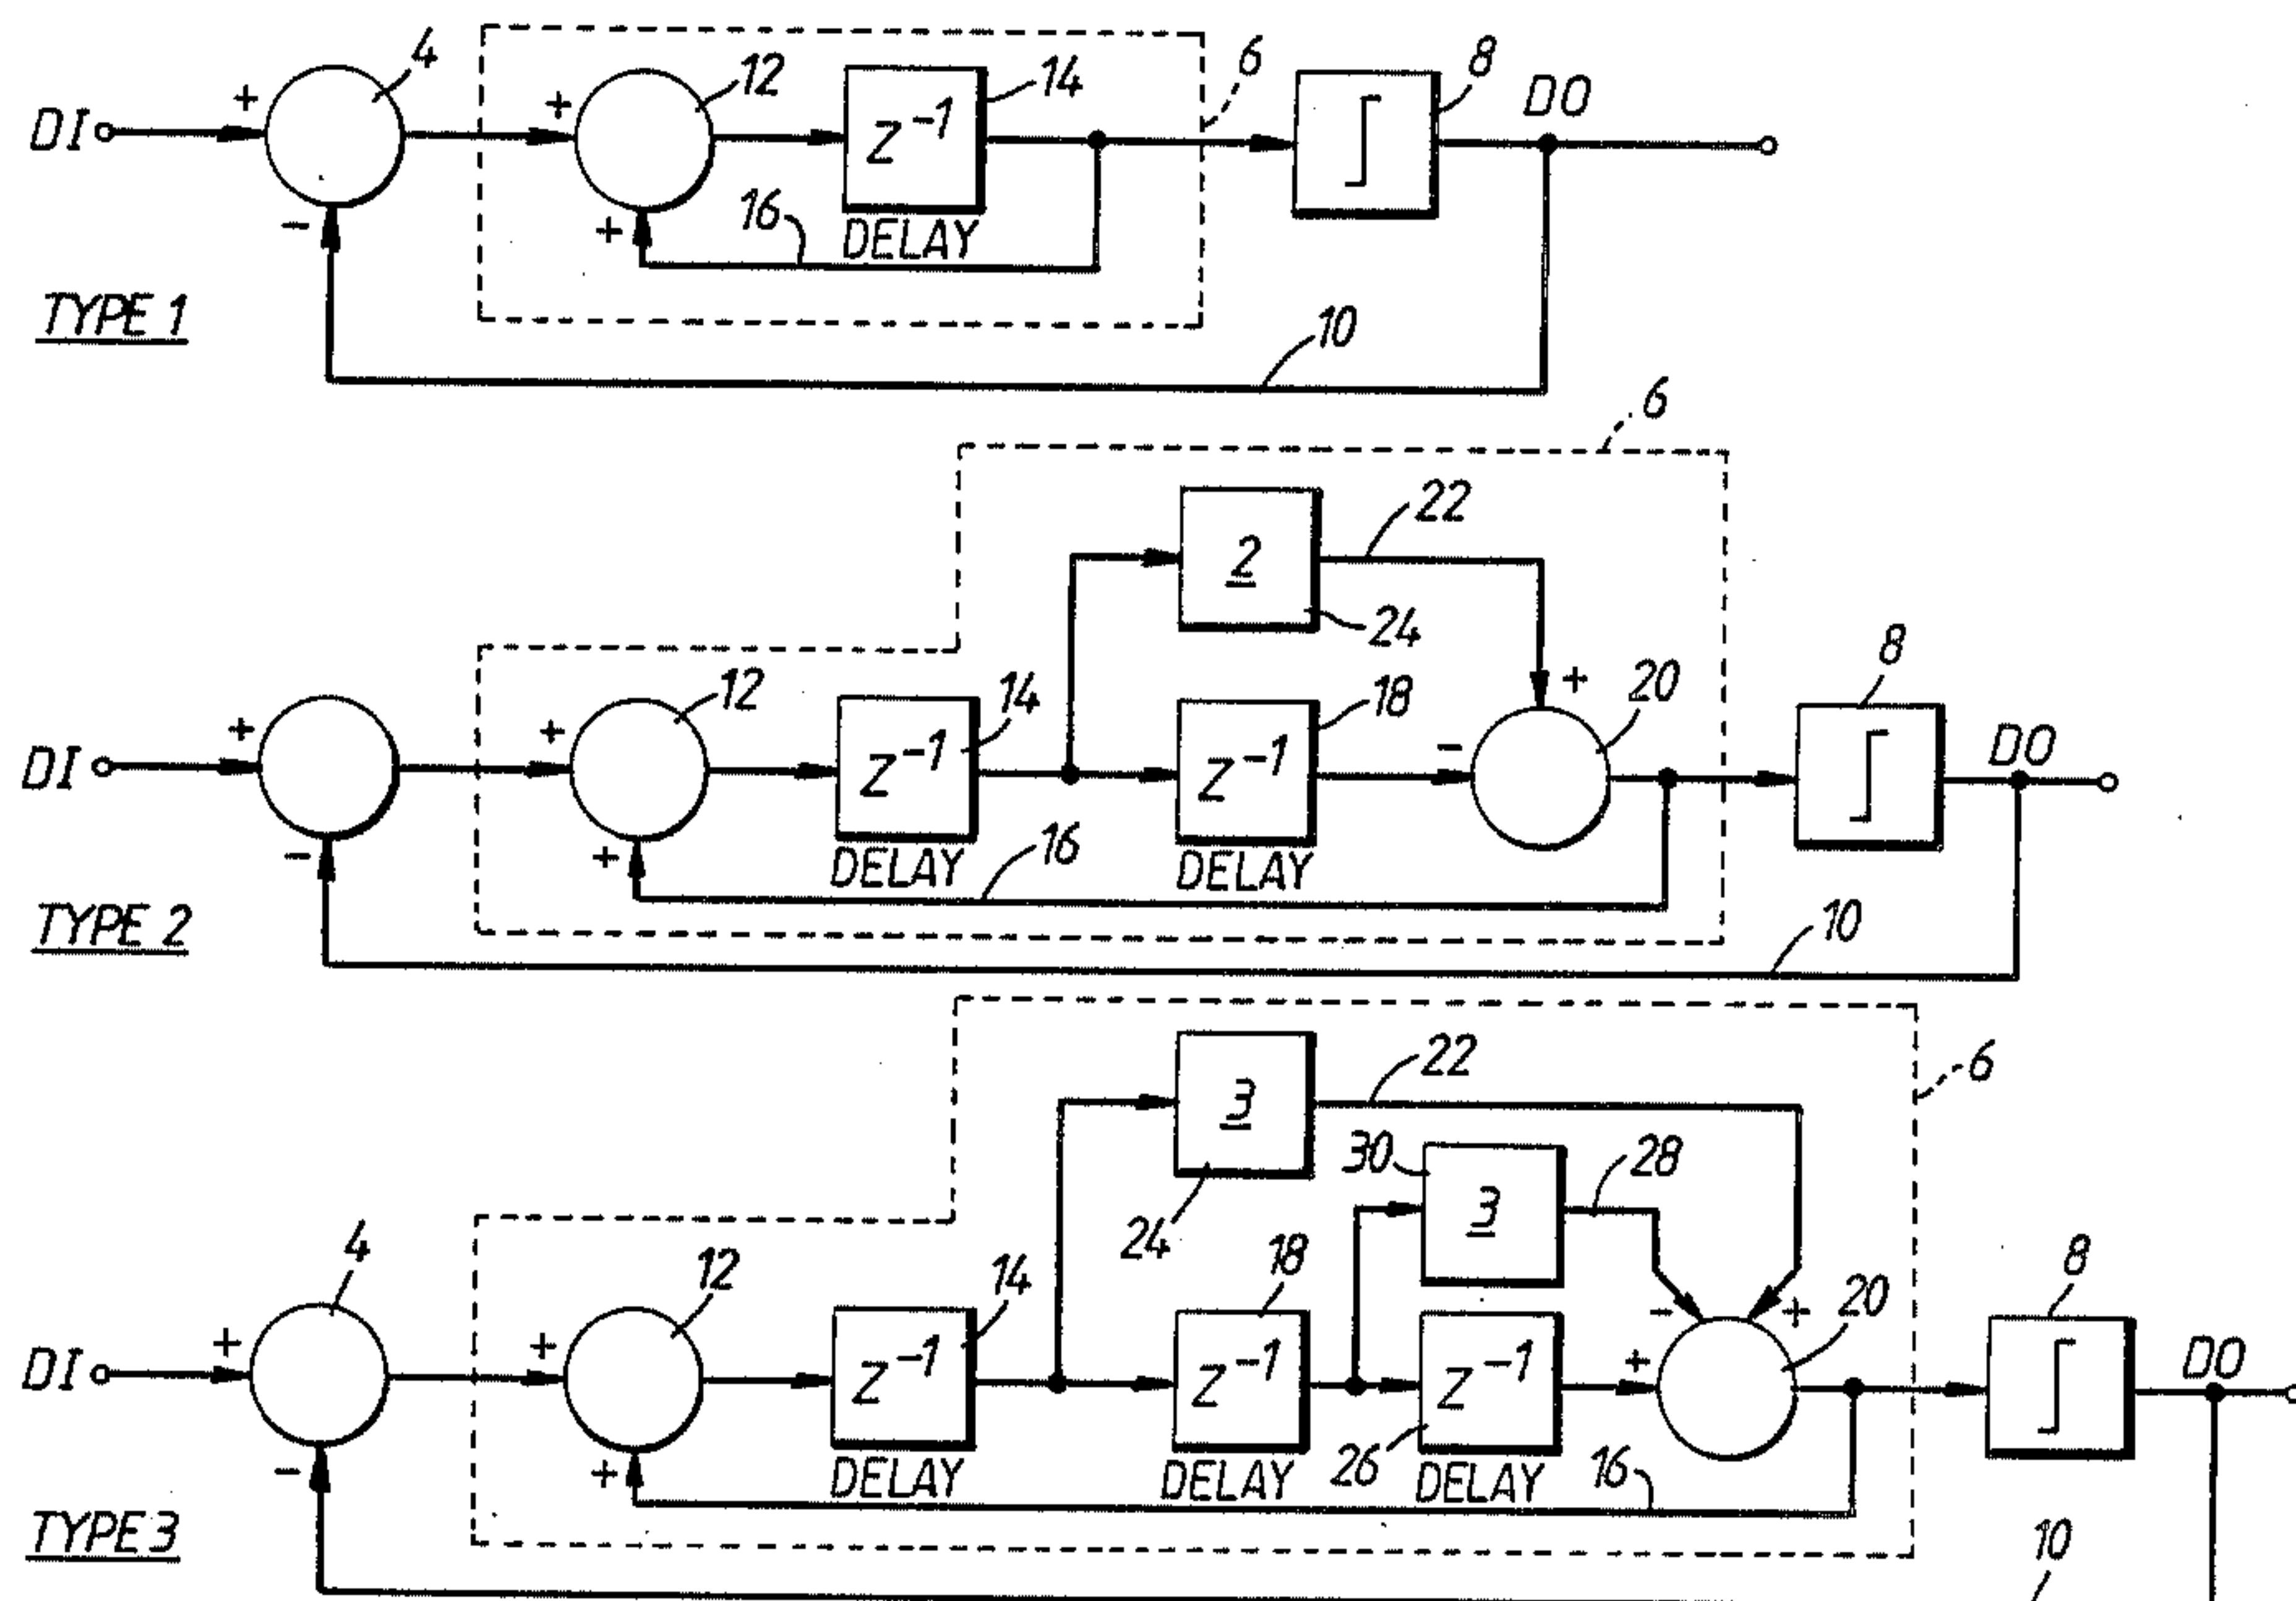 4 12 14 6 8 DO
DI + + Z⁻¹
- + 16 DELAY
TYPE 1
10
6
2 22
24
12 14 18 + 20 8
DI + + Z⁻¹ Z⁻¹ - DO
- + DELAY 16 DELAY
TYPE 2
10
3 22 6
30 3 28
24
4 12 14 18 - + 20 8
DI + + Z⁻¹ Z⁻¹ Z⁻¹ + DO
- + DELAY DELAY 26 DELAY 16
TYPE 3
10